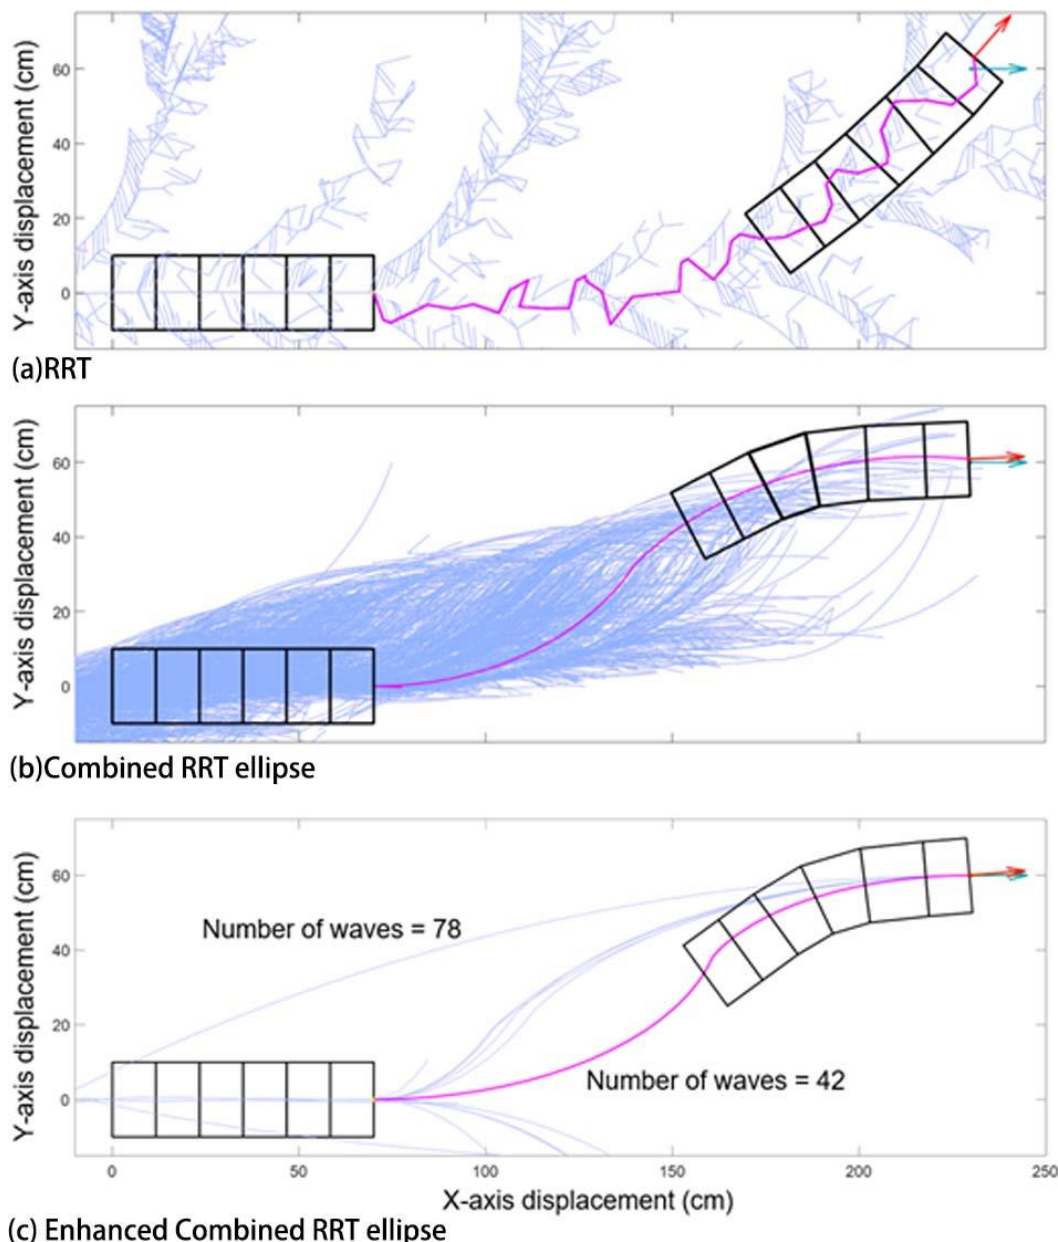 Y-axis displacement (cm)
60
40
20
0
(a)RRT
Y-axis displacement (cm)
60
40
20
0
(b)Combined RRT ellipse
Y-axis displacement (cm)
60
40
20
0
Number of waves = 78
Number of waves = 42
0 50 100 150 200 250
X-axis displacement (cm)
(c) Enhanced Combined RRT ellipse